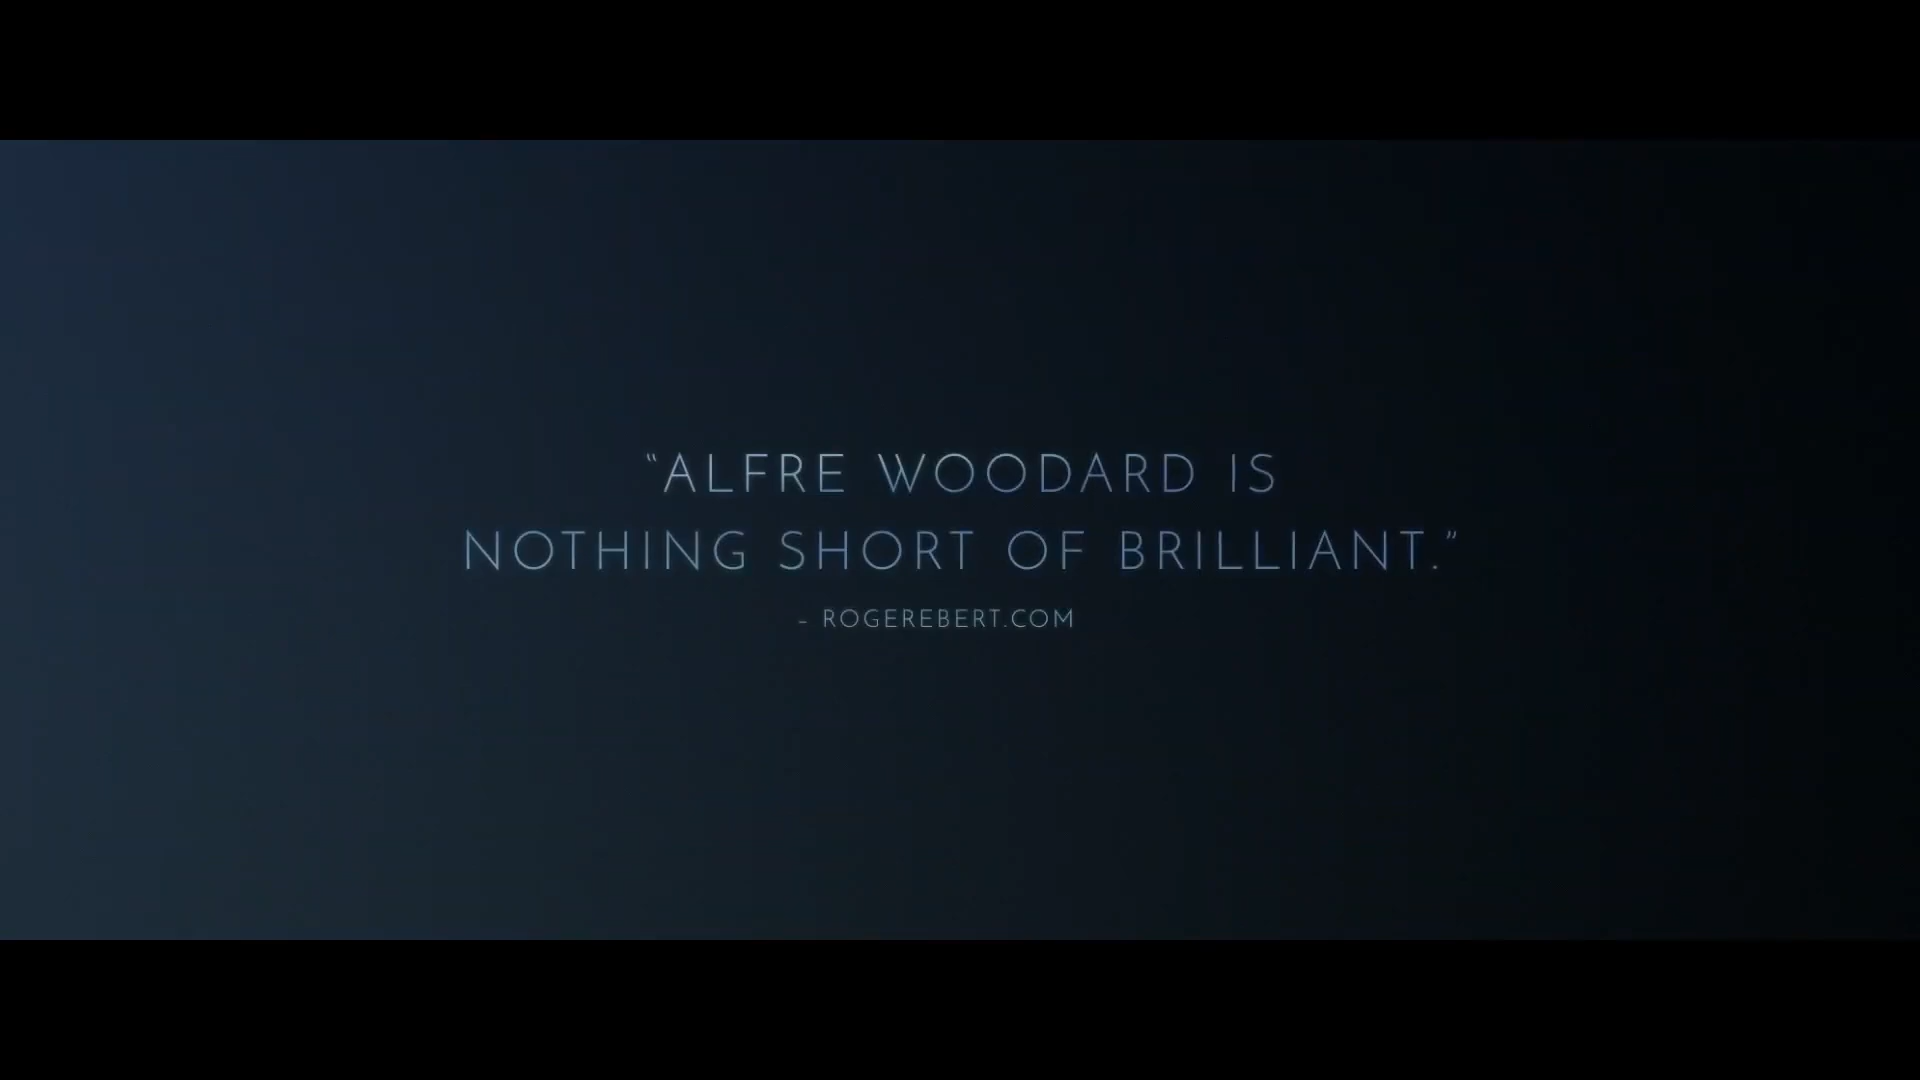 “ALFRE WOODARD IS
NOTHING SHORT OF BRILLIANT.”
– ROGEREBERT.COM